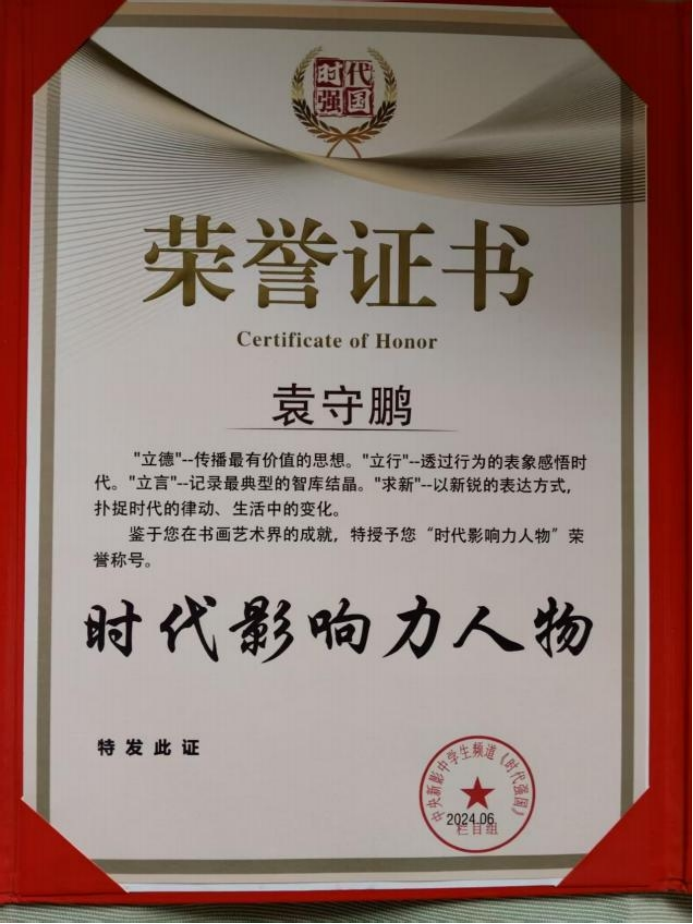 时代
强国
荣誉证书
Certificate of Honor
袁守鹏
"立德"--传播最有价值的思想。"立行"--透过行为的表象感悟时
代。"立言"--记录最典型的智库结晶。"求新"--以新锐的表达方式，
扑捉时代的律动、生活中的变化。
鉴于您在书画艺术界的成就，特授予您“时代影响力人物”荣
誉称号。
时代影响力人物
特发此证
中央新影中学生频道《时代强国》
2024.06
栏目组